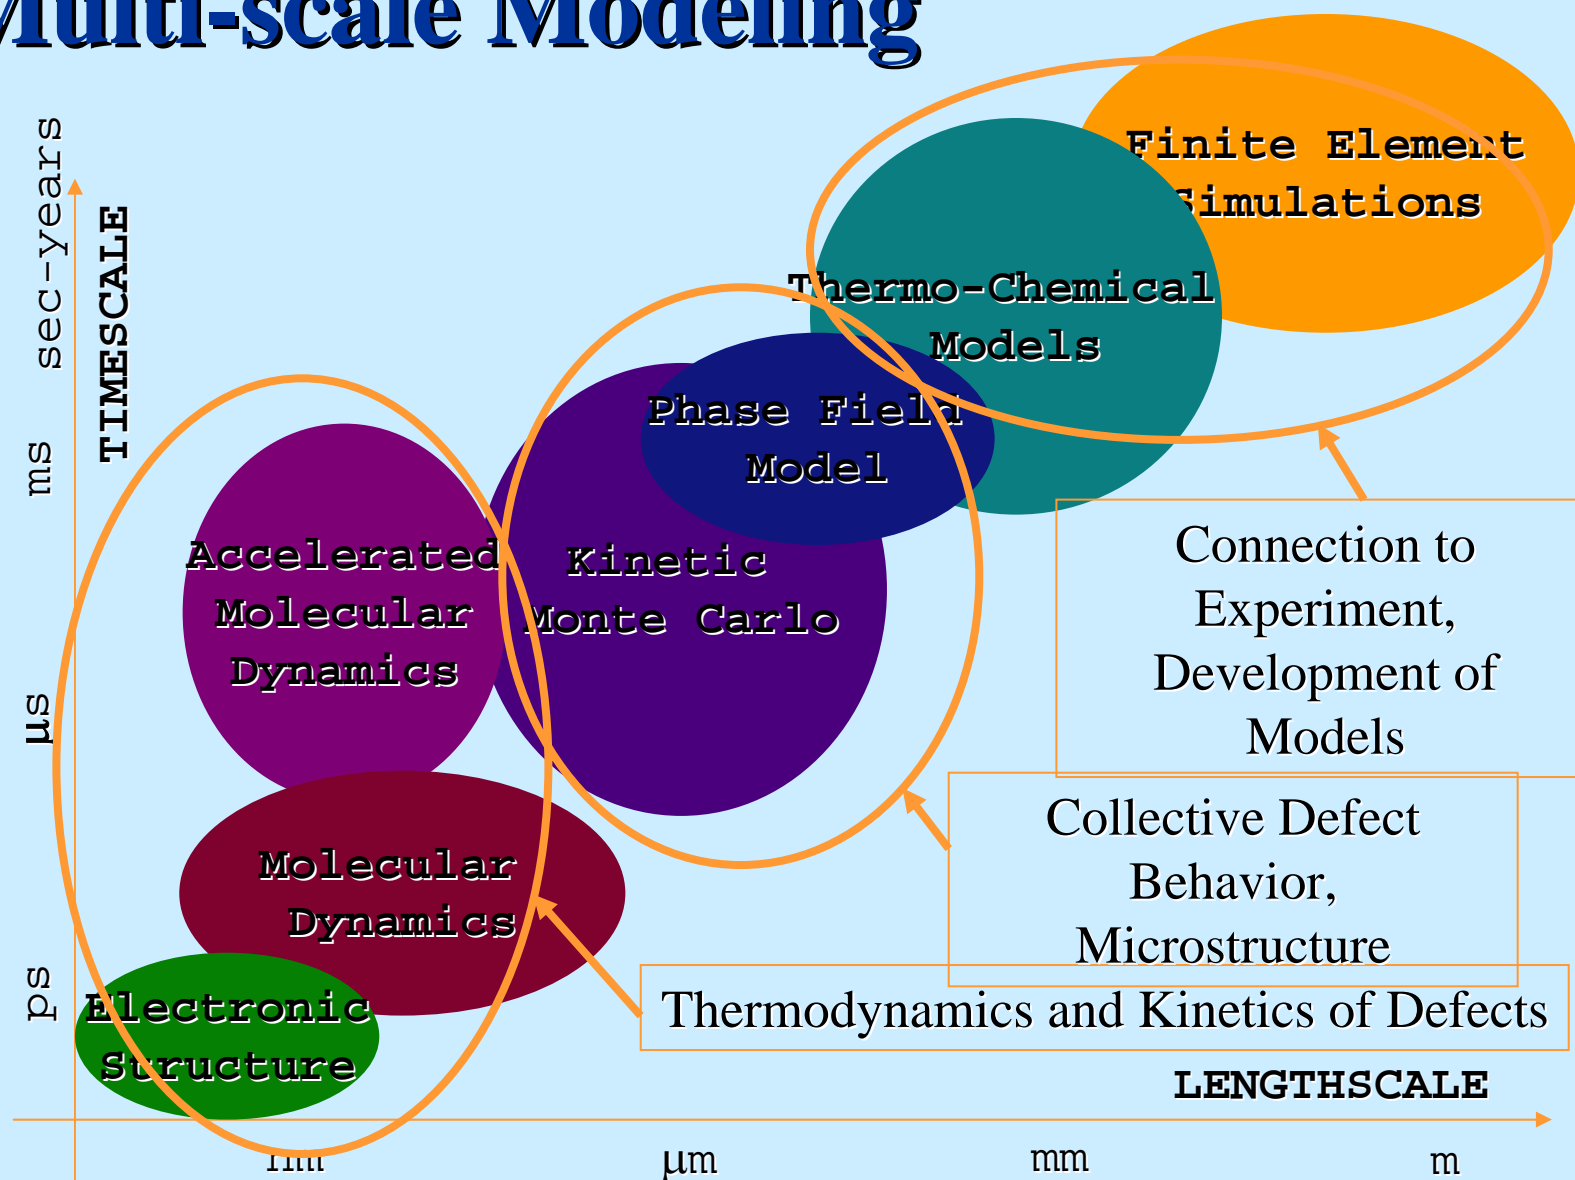 Multi-scale Modeling
sec-years
TIMESCALE
ms
µs
ps
Finite Element
Simulations
Thermo-Chemical
Models
Phase Field
Model
Accelerated
Molecular
Dynamics
Kinetic
Monte Carlo
Molecular
Dynamics
Electronic
Structure
Connection to
Experiment,
Development of
Models
Collective Defect
Behavior,
Microstructure
Thermodynamics and Kinetics of Defects
LENGTHSCALE
nm
µm
mm
m